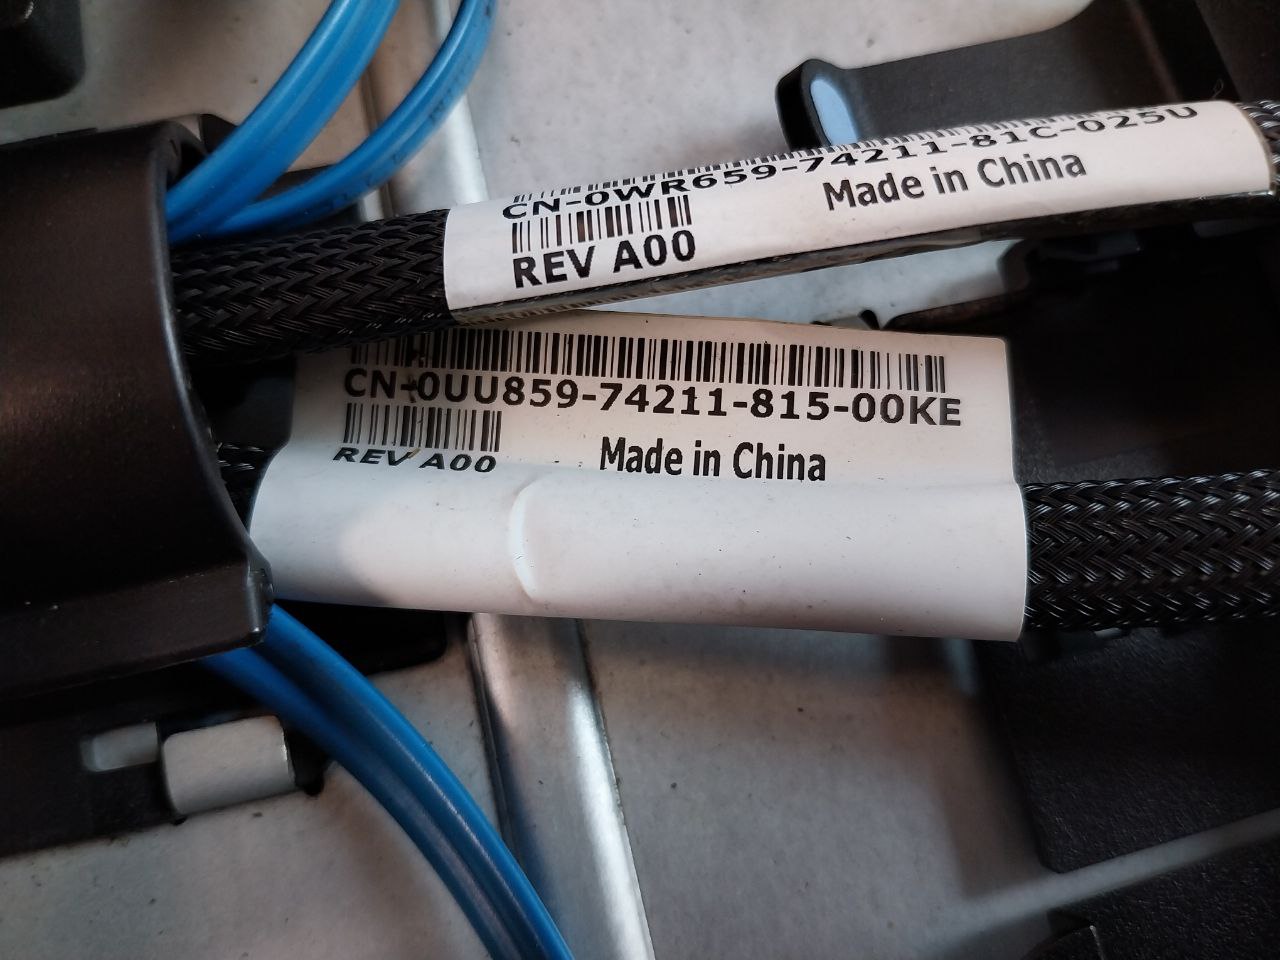 CN-0WR659-74211-81C-025U
Made in China
REV A00
CN-0UU859-74211-815-00KE
REV A00 Made in China